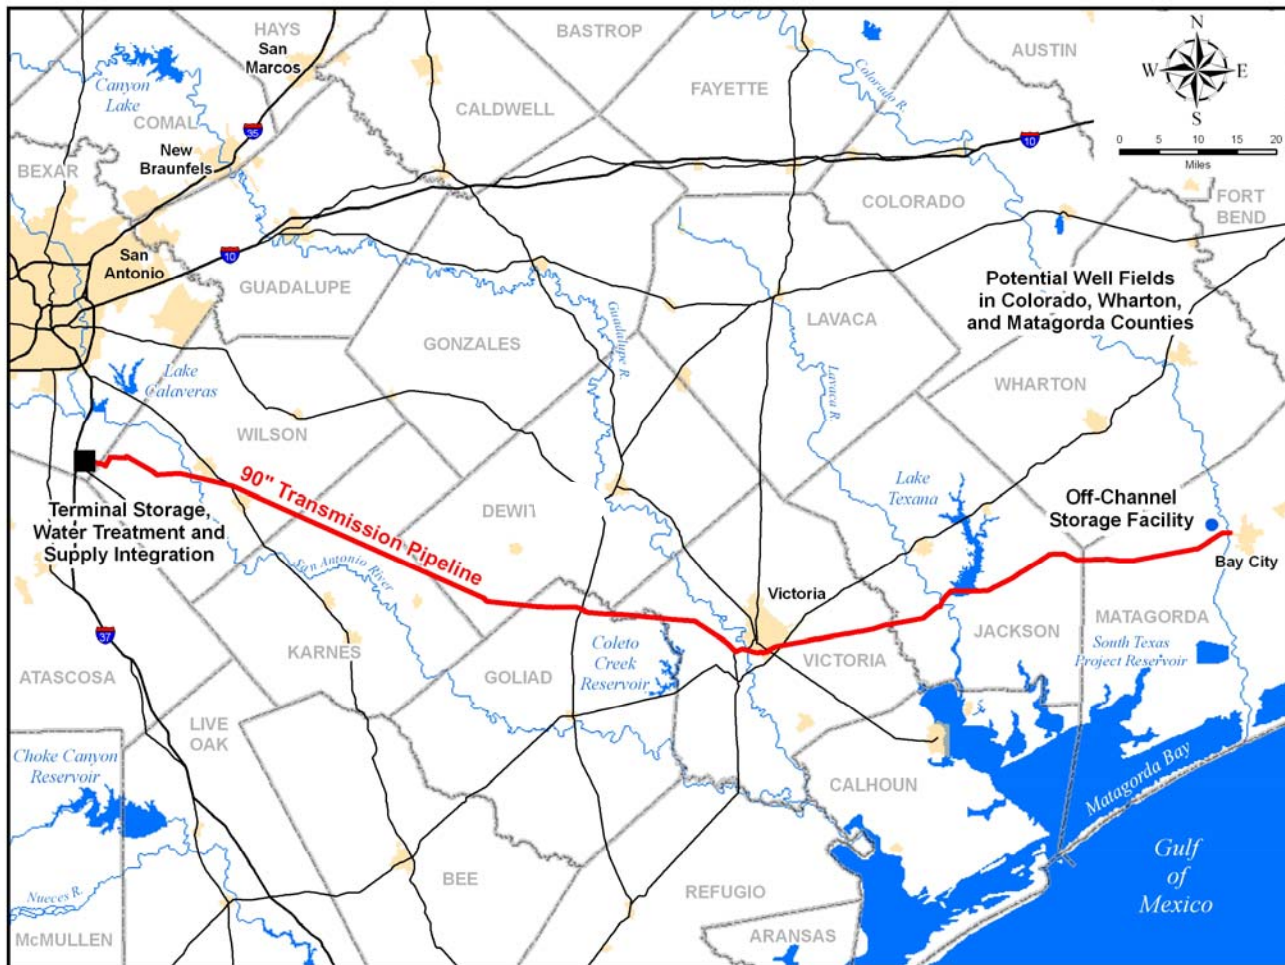 HAYS
San
Marcos
BASTROP
AUSTIN
N
W
E
S
Canyon
Lake
CALDWELL
FAYETTE
Colorado R.
COMAL
35
10
0 5 10 15 20
Miles
New
Braunfels
BEXAR
COLORADO
FORT
BEND
San
Antonio
10
GUADALUPE
Potential Well Fields
in Colorado, Wharton,
and Matagorda Counties
GONZALES
Guadalupe R.
LAVACA
Lavaca R.
Lake
Calaveras
WHARTON
WILSON
90" Transmission Pipeline
Lake
Texana
Off-Channel
Storage Facility
Terminal Storage,
Water Treatment and
Supply Integration
DEWIT
San Antonio River
Bay City
Victoria
MATAGORDA
37
KARNES
Coleto
Creek
Reservoir
VICTORIA
JACKSON
South Texas
Project Reservoir
ATASCOSA
GOLIAD
LIVE
OAK
Choke Canyon
Reservoir
CALHOUN
Matagorda Bay
Gulf
of
Mexico
Nueces R.
BEE
REFUGIO
McMULLEN
ARANSAS